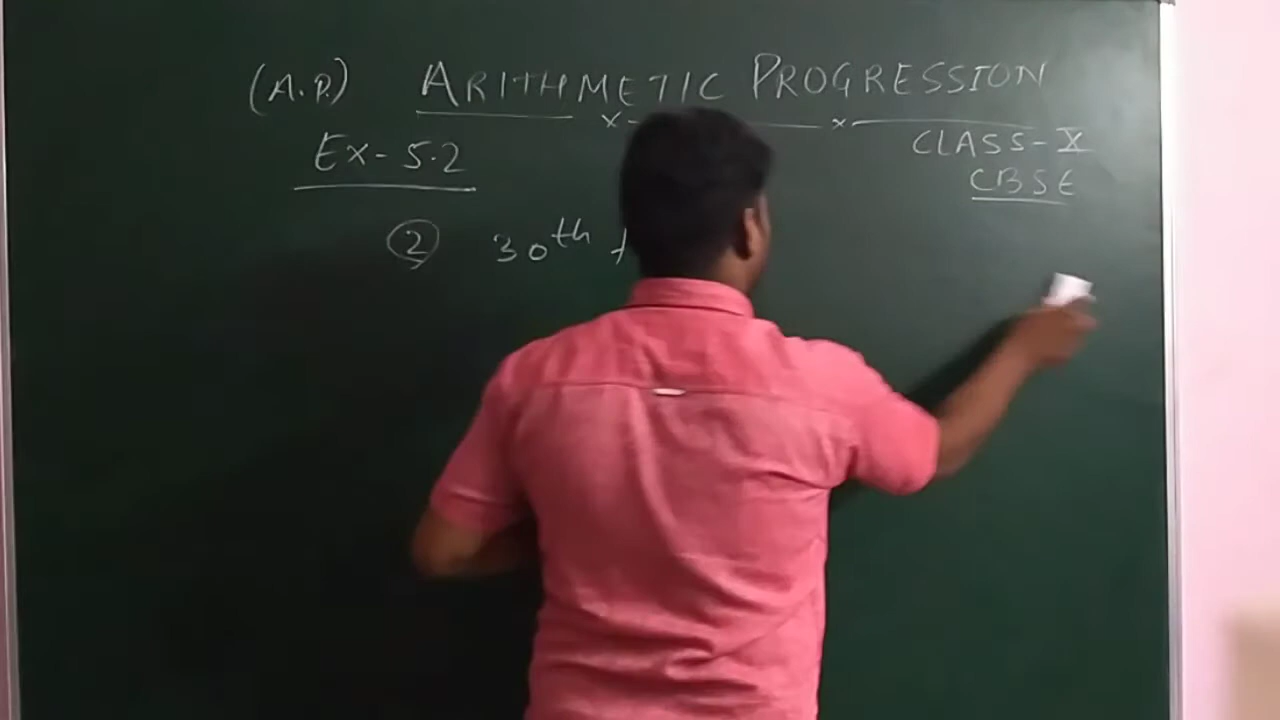 (A.P.) ARITHMETIC PROGRESSION
Ex-5.2
CLASS-X
CBSE
② 30th